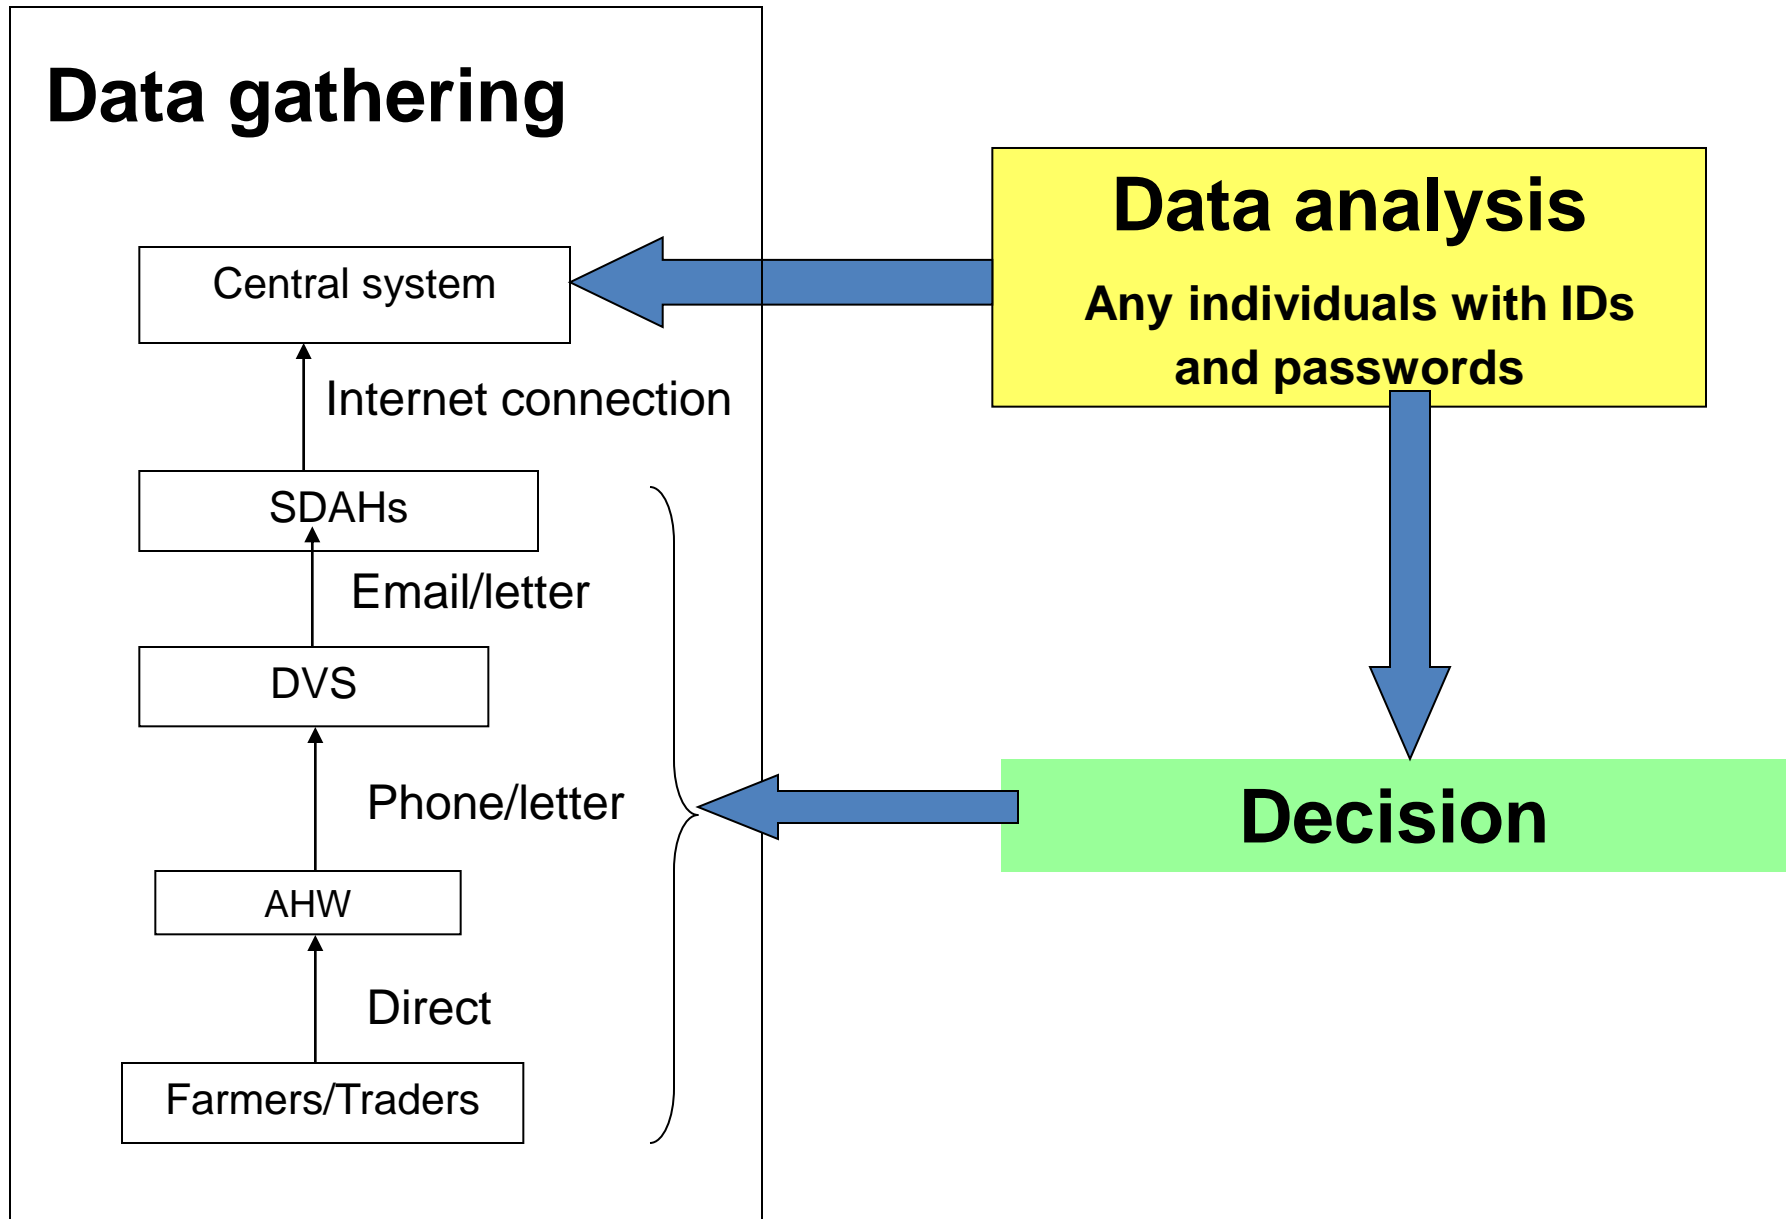 Data gathering
Central system
Internet connection
SDAHs
Email/letter
DVS
Phone/letter
AHW
Direct
Farmers/Traders
Data analysis
Any individuals with IDs
and passwords
Decision